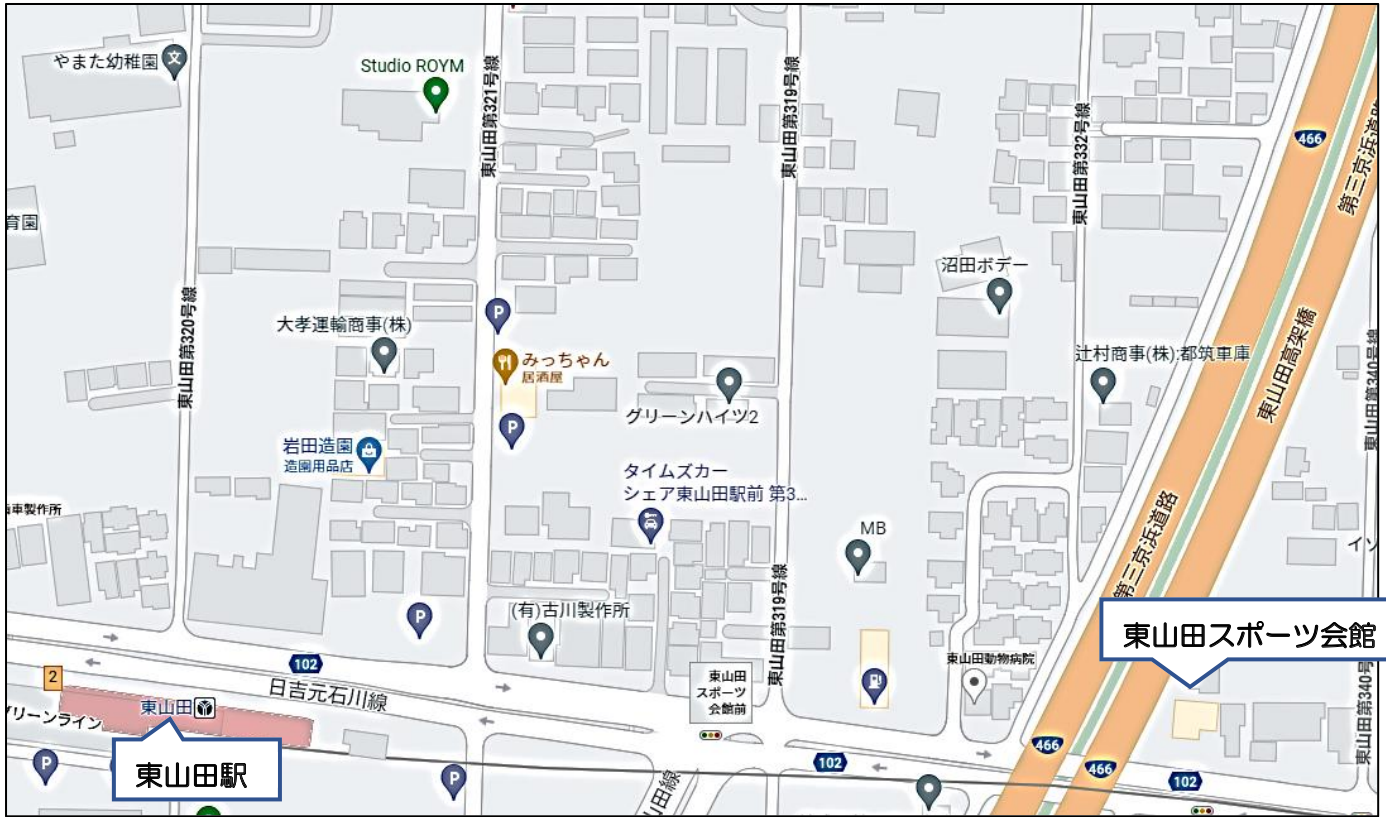 やまた幼稚園
文
Studio ROYM
東山田第321号線
東山田第319号線
東山田第332号線
466
第三京浜道路
育園
東山田第320号線
沼田ボデー
大孝運輸商事(株)
P
みっちゃん
居酒屋
辻村商事(株);都筑車庫
東山田高架橋
東山田第340号線
グリーンハイツ2
P
岩田造園
造園用品店
タイムズカー
シェア東山田駅前 第3...
車製作所
MB
第三京浜道路
イソ
東山田第319号線
(有)古川製作所
P
東山田スポーツ会館
東山田動物病院
102
2
日吉元石川線
東山田
スポーツ
会館前
東山田
グリーンライン
東山田第340号
東山田駅
P
P
山田線
102
466
466
102